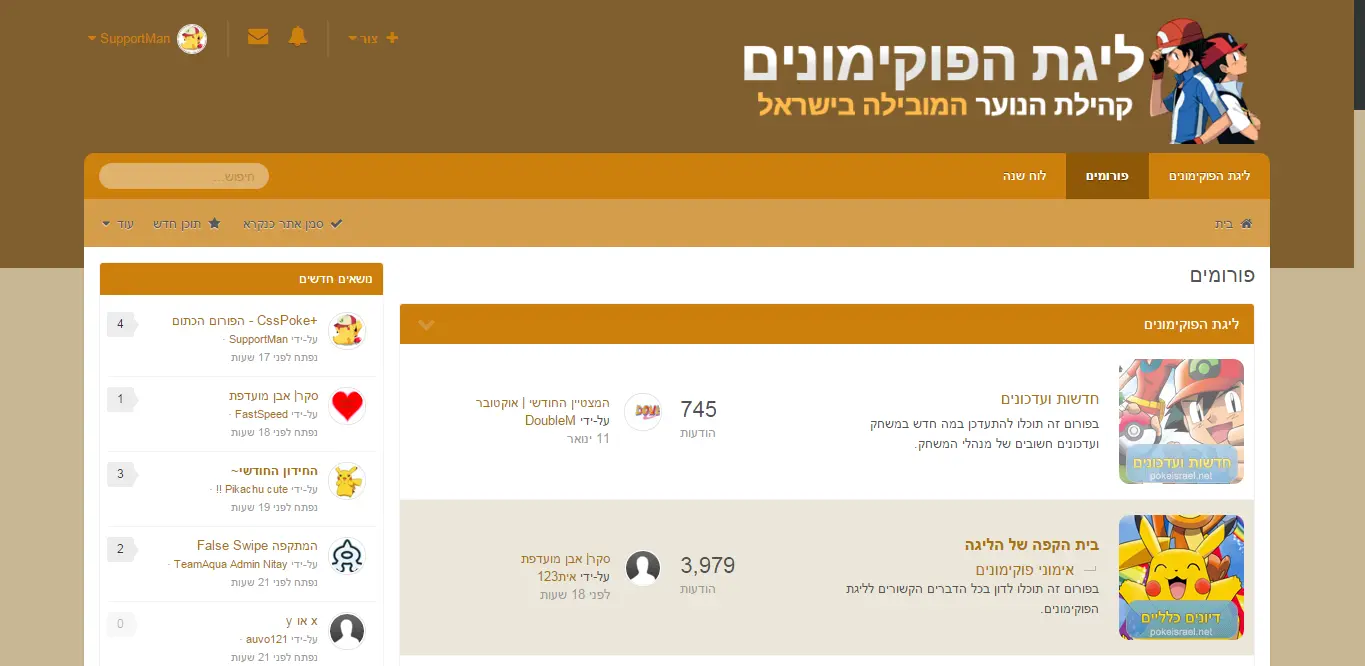 ליגת הפוקימונים
קהילת הנוער המובילה בישראל
צור
SupportMan
ליגת הפוקימונים
פורומים
לוח שנה
חיפוש...
בית
סמן אתר כנקרא
תוכן חדש
עוד
פורומים
ליגת הפוקימונים
חדשות ועדכונים
בפורום זה תוכלו להתעדכן במה חדש במשחק
ועדכונים חשובים של מנהלי המשחק.
חדשות ועדכונים
pokeisrael.net
745
הודעות
המצטיין החודשי | אוקטובר
על-ידי DoubleM
11 ינואר
בית הקפה של הליגה
אימוני פוקימונים
בפורום זה תוכלו לדון בכל הדברים הקשורים לליגת
הפוקימונים.
דיונים כלליים
pokeisrael.net
3,979
הודעות
סקר| אבן מועדפת
על-ידי אית123
לפני 18 שעות
נושאים חדשים
CssPoke+ - הפורום הכתום
על-ידי SupportMan ·
נפתח לפני 17 שעות
4
סקר| אבן מועדפת
על-ידי FastSpeed ·
נפתח לפני 18 שעות
1
החידון החודשי~
על-ידי Pikachu cute !! ·
נפתח לפני 19 שעות
3
המתקפה False Swipe
על-ידי TeamAqua Admin Nitay ·
נפתח לפני 21 שעות
2
x או y
על-ידי auvo121 ·
נפתח לפני 21 שעות
0